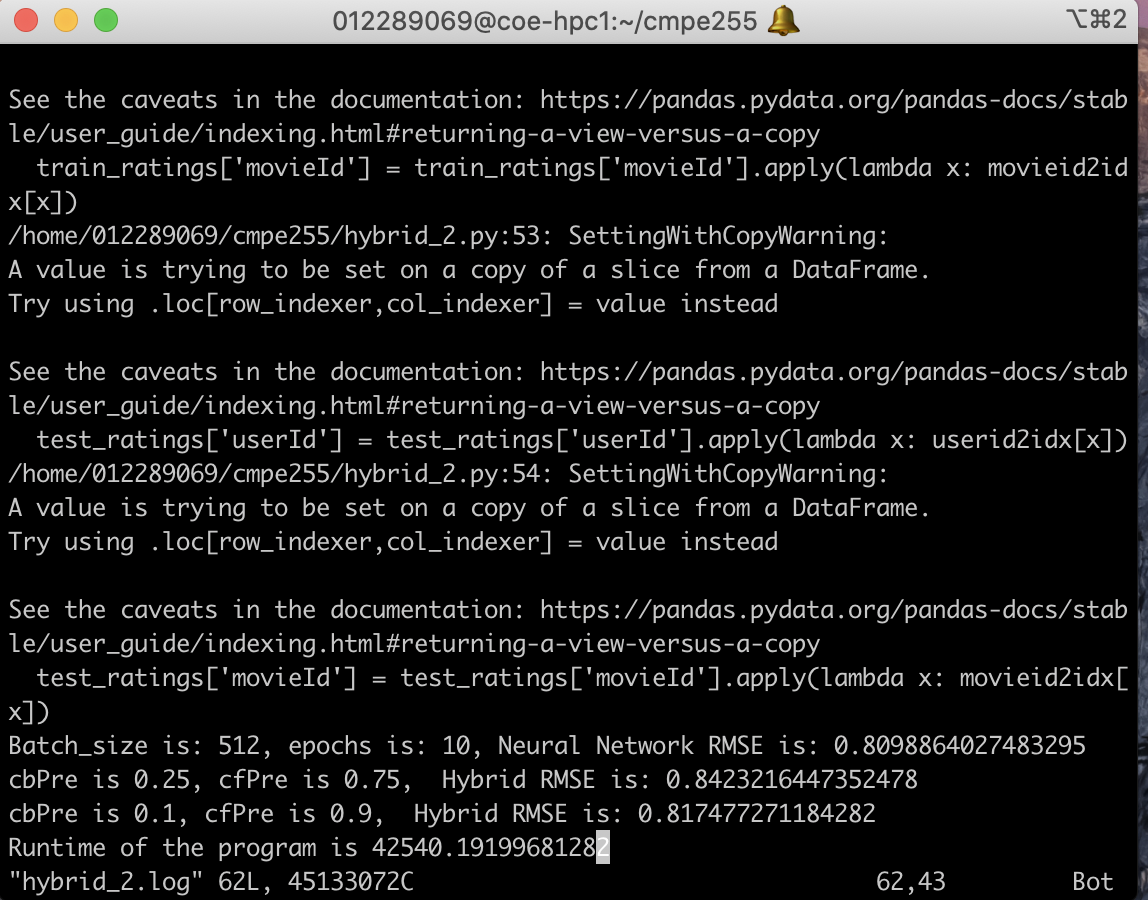 012289069@coe-hpc1:~/cmpe255 🔔 ⌥⌘2
See the caveats in the documentation: https://pandas.pydata.org/pandas-docs/stab
le/user_guide/indexing.html#returning-a-view-versus-a-copy
  train_ratings['movieId'] = train_ratings['movieId'].apply(lambda x: movieid2id
x[x])
/home/012289069/cmpe255/hybrid_2.py:53: SettingWithCopyWarning:
A value is trying to be set on a copy of a slice from a DataFrame.
Try using .loc[row_indexer,col_indexer] = value instead
See the caveats in the documentation: https://pandas.pydata.org/pandas-docs/stab
le/user_guide/indexing.html#returning-a-view-versus-a-copy
  test_ratings['userId'] = test_ratings['userId'].apply(lambda x: userid2idx[x])
/home/012289069/cmpe255/hybrid_2.py:54: SettingWithCopyWarning:
A value is trying to be set on a copy of a slice from a DataFrame.
Try using .loc[row_indexer,col_indexer] = value instead
See the caveats in the documentation: https://pandas.pydata.org/pandas-docs/stab
le/user_guide/indexing.html#returning-a-view-versus-a-copy
  test_ratings['movieId'] = test_ratings['movieId'].apply(lambda x: movieid2idx[
x])
Batch_size is: 512, epochs is: 10, Neural Network RMSE is: 0.8098864027483295
cbPre is 0.25, cfPre is 0.75,  Hybrid RMSE is: 0.8423216447352478
cbPre is 0.1, cfPre is 0.9,  Hybrid RMSE is: 0.817477271184282
Runtime of the program is 42540.19199681282
"hybrid_2.log" 62L, 45133072C 62,43 Bot